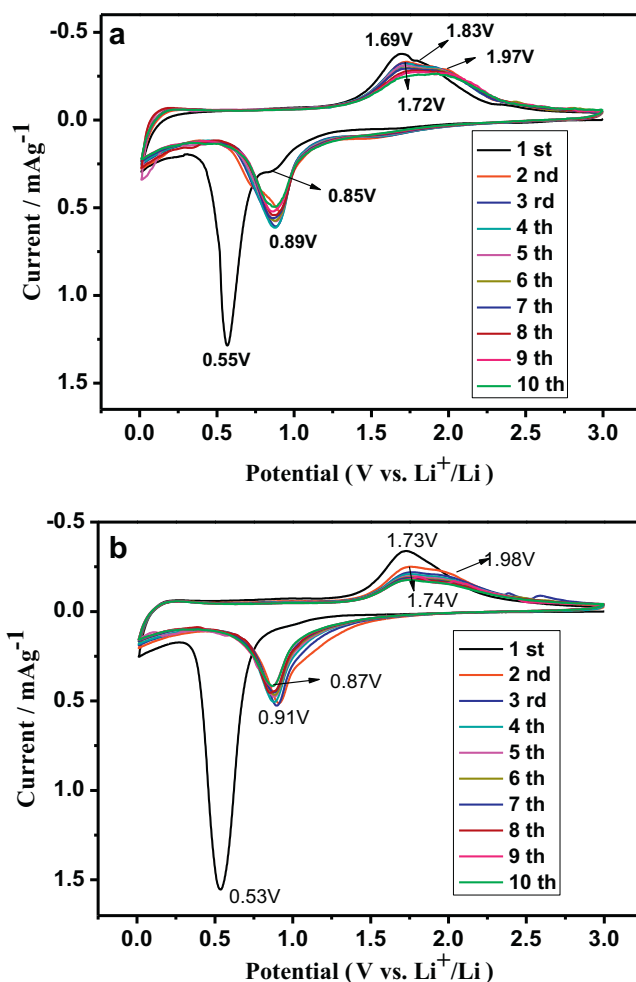 a
-0.5
0.0
0.5
1.0
1.5
Current / mAg⁻¹
1.69V
1.83V
1.97V
1.72V
0.85V
0.89V
0.55V
1 st
2 nd
3 rd
4 th
5 th
6 th
7 th
8 th
9 th
10 th
0.0 0.5 1.0 1.5 2.0 2.5 3.0
Potential (V vs. Li⁺/Li )
b
-0.5
0.0
0.5
1.0
1.5
Current / mAg⁻¹
1.73V
1.98V
1.74V
0.87V
0.91V
0.53V
1 st
2 nd
3 rd
4 th
5 th
6 th
7 th
8 th
9 th
10 th
0.0 0.5 1.0 1.5 2.0 2.5 3.0
Potential (V vs. Li⁺/Li )